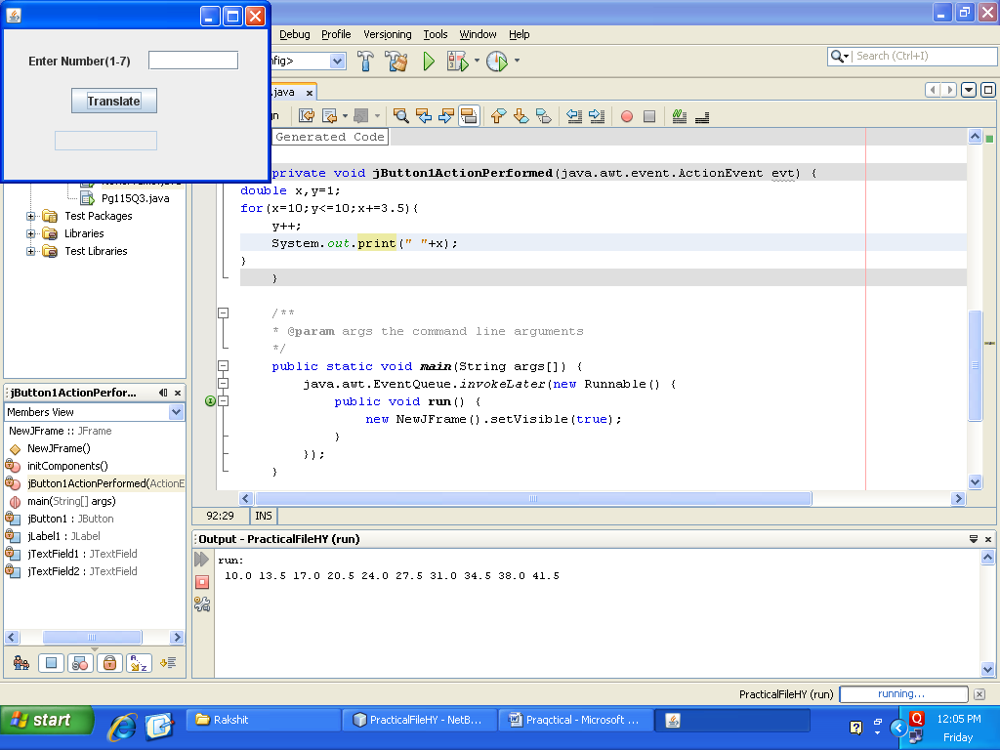 Enter Number(1-7)
Translate
Debug Profile Versioning Tools Window Help
fig>
Search (Ctrl+I)
.java x
Generated Code
private void jButton1ActionPerformed(java.awt.event.ActionEvent evt) {
double x,y=1;
for(x=10;y<=10;x+=3.5){
y++;
System.out.print(" "+x);
}
}
/**
* @param args the command line arguments
*/
public static void main(String args[]) {
java.awt.EventQueue.invokeLater(new Runnable() {
public void run() {
new NewJFrame().setVisible(true);
}
});
}
92:29 INS
Pg115Q3.java
Test Packages
Libraries
Test Libraries
jButton1ActionPerfor...
Members View
NewJFrame :: JFrame
NewJFrame()
initComponents()
jButton1ActionPerformed(ActionE
main(String[] args)
jButton1 : JButton
jLabel1 : JLabel
jTextField1 : JTextField
jTextField2 : JTextField
Output - PracticalFileHY (run)
run:
10.0 13.5 17.0 20.5 24.0 27.5 31.0 34.5 38.0 41.5
PracticalFileHY (run) running...
start
Rakshit
PracticalFileHY - NetB...
Praqctical - Microsoft ...
12:05 PM
Friday